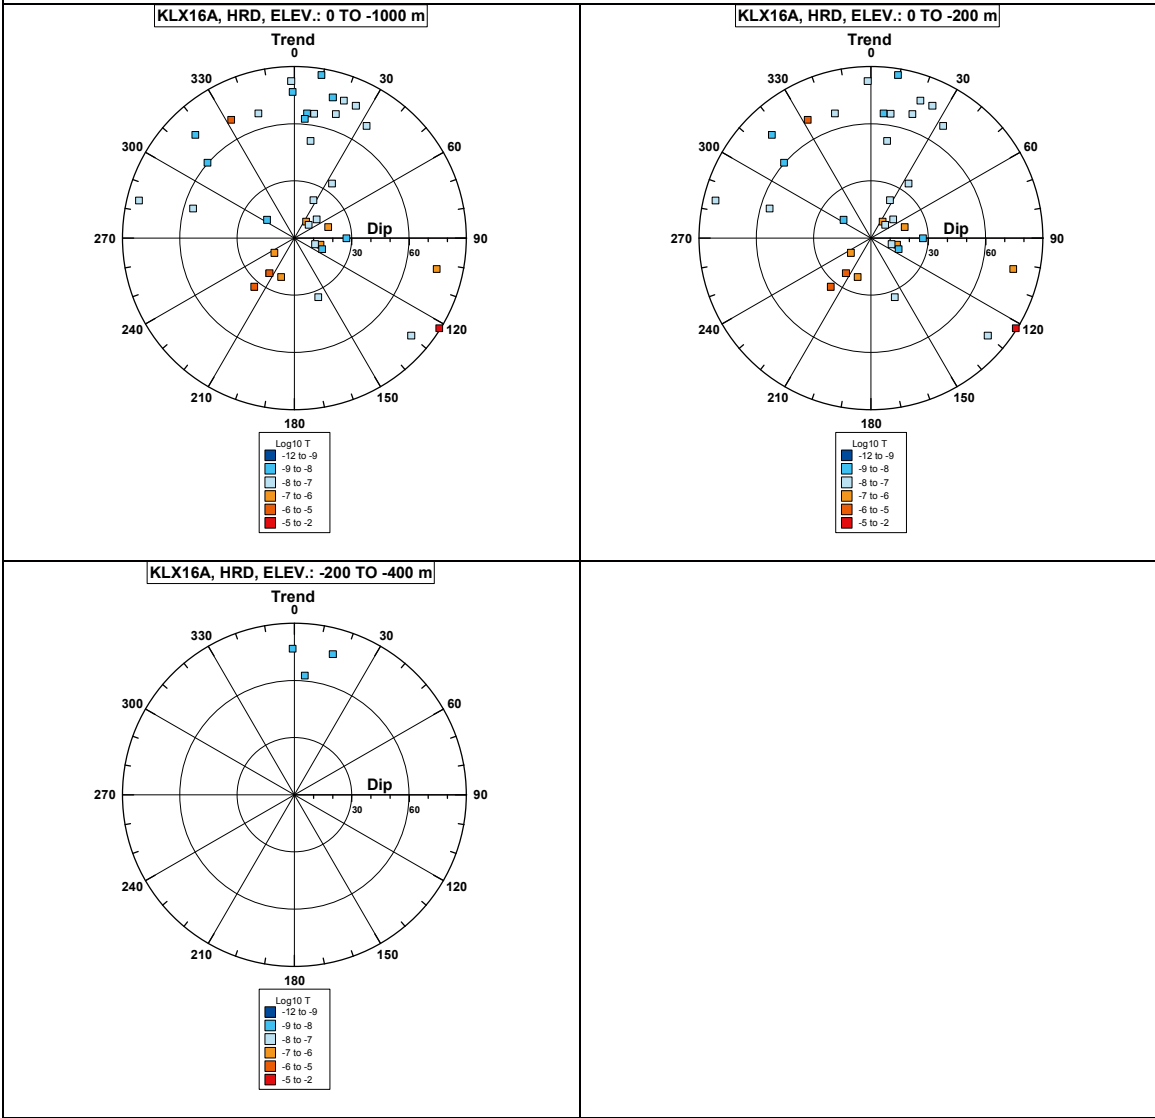 KLX16A, HRD, ELEV.: 0 TO -1000 m
Trend
0
330
30
300
60
270
Dip
90
30
60
240
120
210
150
180
Log10 T
-12 to -9
-9 to -8
-8 to -7
-7 to -6
-6 to -5
-5 to -2
KLX16A, HRD, ELEV.: 0 TO -200 m
Trend
0
330
30
300
60
270
Dip
90
30
60
240
120
210
150
180
Log10 T
-12 to -9
-9 to -8
-8 to -7
-7 to -6
-6 to -5
-5 to -2
KLX16A, HRD, ELEV.: -200 TO -400 m
Trend
0
330
30
300
60
270
Dip
90
30
60
240
120
210
150
180
Log10 T
-12 to -9
-9 to -8
-8 to -7
-7 to -6
-6 to -5
-5 to -2